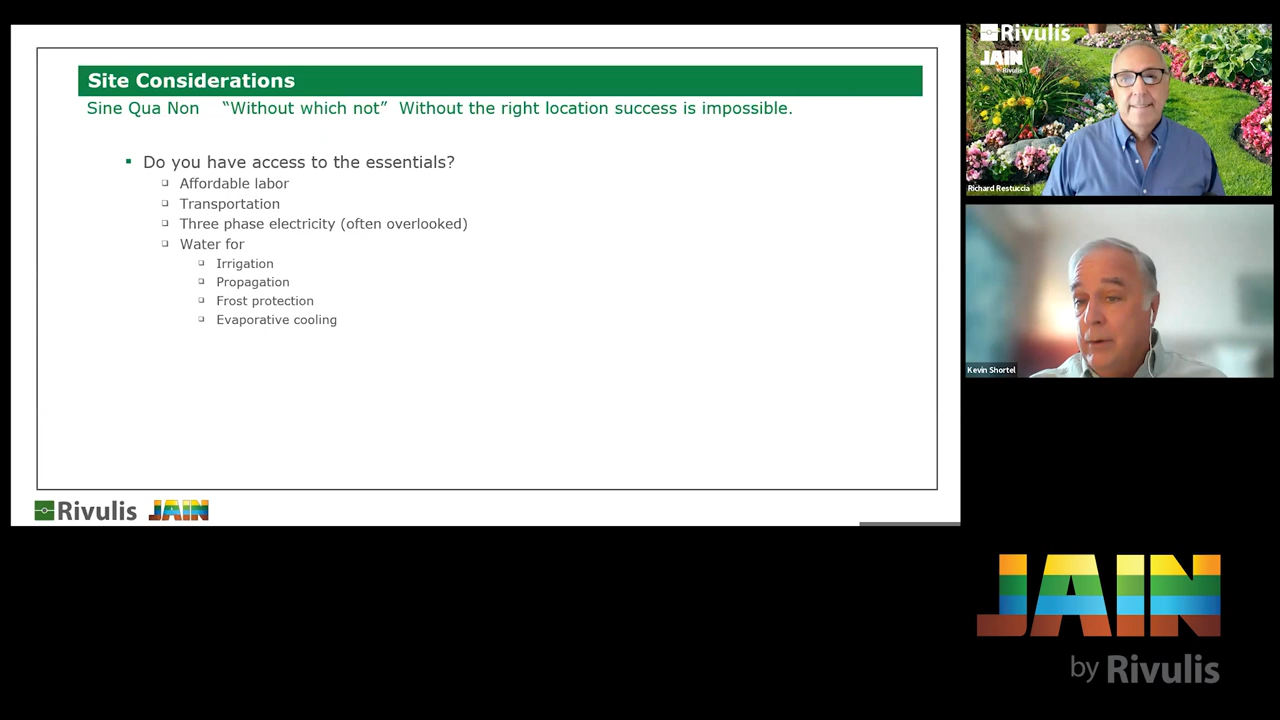 Site Considerations
Sine Qua Non “Without which not” Without the right location success is impossible.
Do you have access to the essentials?
Affordable labor
Transportation
Three phase electricity (often overlooked)
Water for
Irrigation
Propagation
Frost protection
Evaporative cooling
Rivulis JAIN
Rivulis
JAIN
by Rivulis
Richard Restuccia
Kevin Shortel
JAIN
by Rivulis